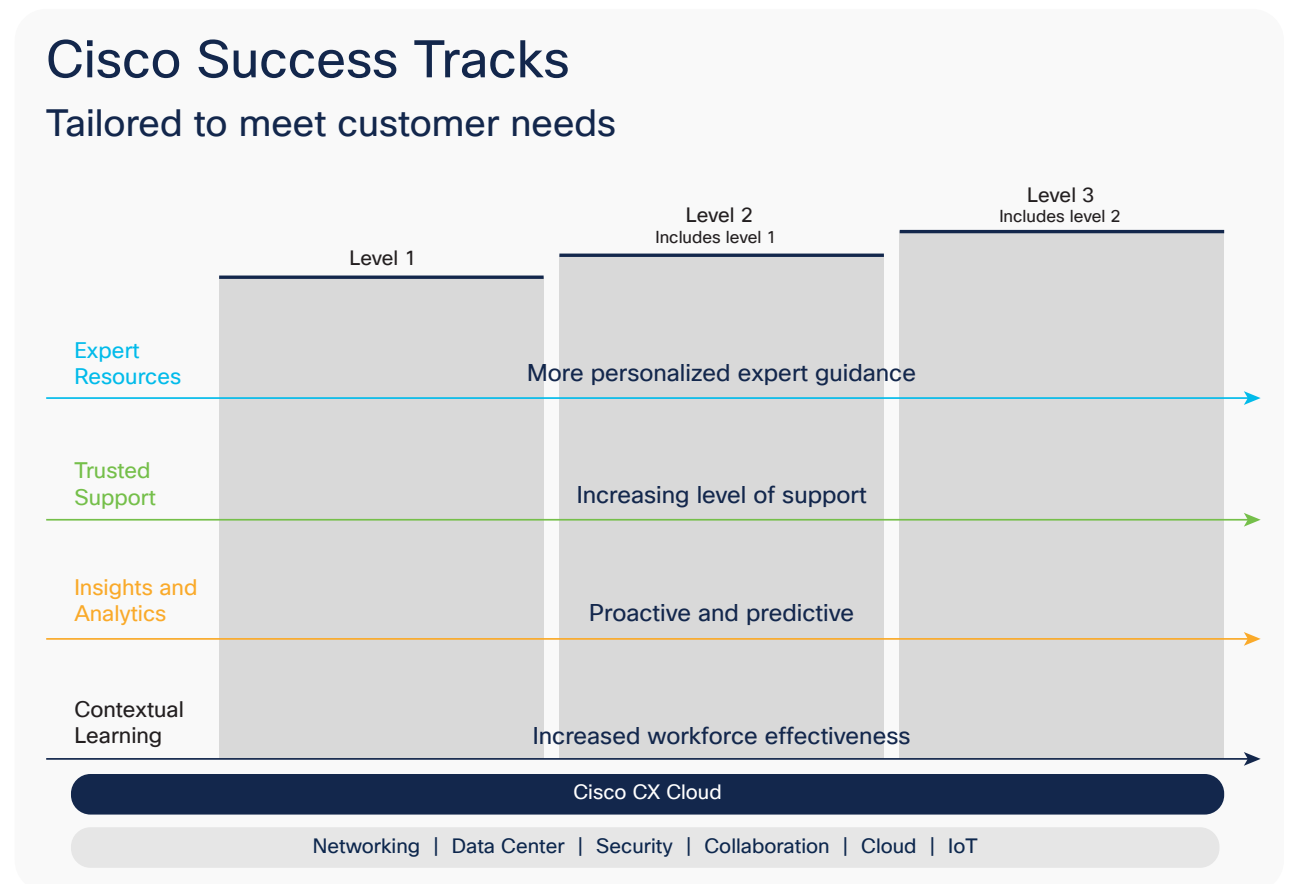 Cisco Success Tracks
Tailored to meet customer needs
Level 1
Level 2
Includes level 1
Level 3
Includes level 2
Expert
Resources
More personalized expert guidance
Trusted
Support
Increasing level of support
Insights and
Analytics
Proactive and predictive
Contextual
Learning
Increased workforce effectiveness
Cisco CX Cloud
Networking | Data Center | Security | Collaboration | Cloud | IoT